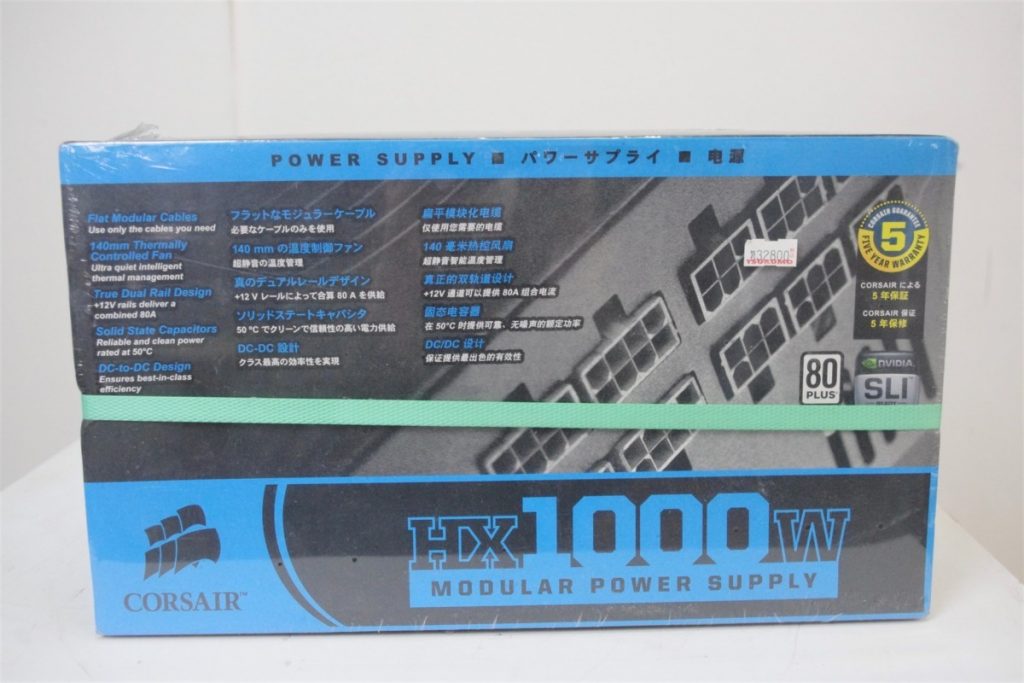 POWER SUPPLY ■ パワーサプライ ■ 电源
Flat Modular Cables
Use only the cables you need
140mm Thermally
Controlled Fan
Ultra quiet intelligent
thermal management
True Dual Rail Design
+12V rails deliver a
combined 80A
Solid State Capacitors
Reliable and clean power
rated at 50°C
DC-to-DC Design
Ensures best-in-class
efficiency
フラットなモジュラーケーブル
必要なケーブルのみを使用
140 mm の温度制御ファン
超静音の温度管理
真のデュアルレールデザイン
+12 V レールによって合算 80 A を供給
ソリッドステートキャパシタ
50 °C でクリーンで信頼性の高い電力供給
DC-DC 設計
クラス最高の効率性を実現
扁平模块化电缆
仅使用您需要的电缆
140 毫米热控风扇
超静音智能温度管理
真正的双轨道设计
+12V 通道可以提供 80A 组合电流
固态电容器
在 50°C 时提供可靠、无噪声的额定功率
DC/DC 设计
保证提供最出色的有效性
32800
TSUKUMO
CORSAIR GUARANTEE
5
FIVE YEAR WARRANTY
CORSAIR による
5 年保証
CORSAIR 保证
5 年保修
80
PLUS
NVIDIA
SLI
READY
CORSAIR™
HX1000W
MODULAR POWER SUPPLY